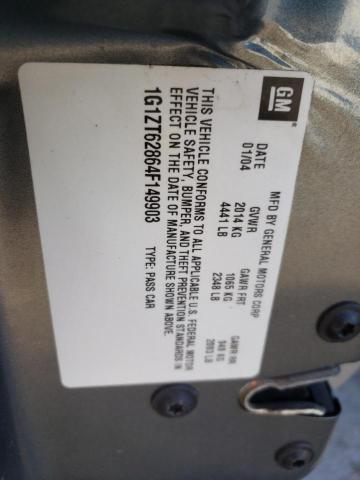 GM
MFD BY GENERAL MOTORS CORP
DATE GVWR GAWR FRT GAWR RR
01/04 2014 KG 1065 KG 949 KG
4441 LB 2348 LB 2093 LB
THIS VEHICLE CONFORMS TO ALL APPLICABLE U.S. FEDERAL MOTOR
VEHICLE SAFETY, BUMPER, AND THEFT PREVENTION STANDARDS IN
EFFECT ON THE DATE OF MANUFACTURE SHOWN ABOVE.
1G1ZT62864F149903 TYPE: PASS CAR